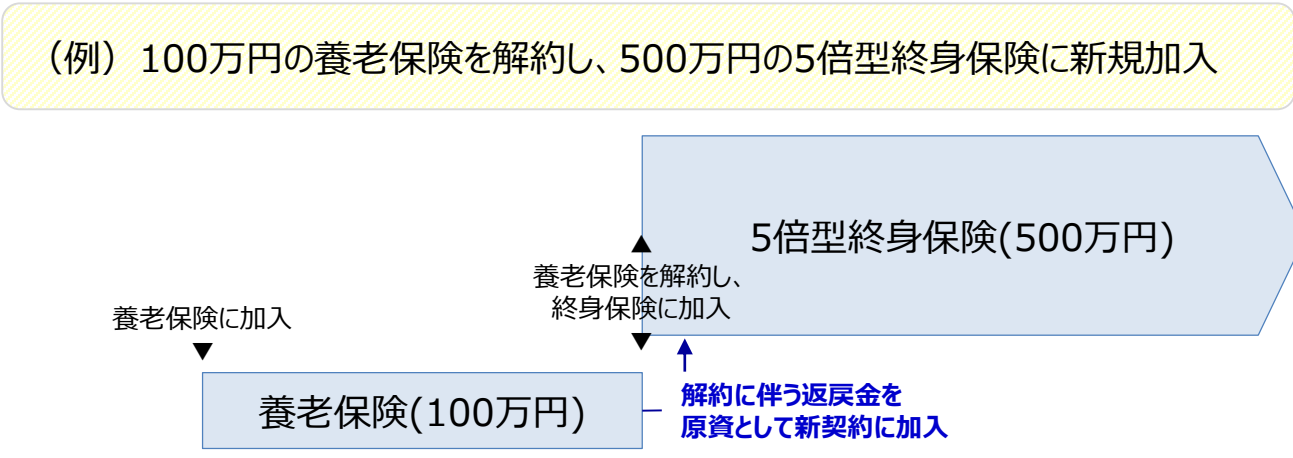 （例）100万円の養老保険を解約し、500万円の5倍型終身保険に新規加入
5倍型終身保険(500万円)
▲
養老保険を解約し、
終身保険に加入
▼
養老保険に加入
▼
養老保険(100万円)
解約に伴う返戻金を
原資として新契約に加入